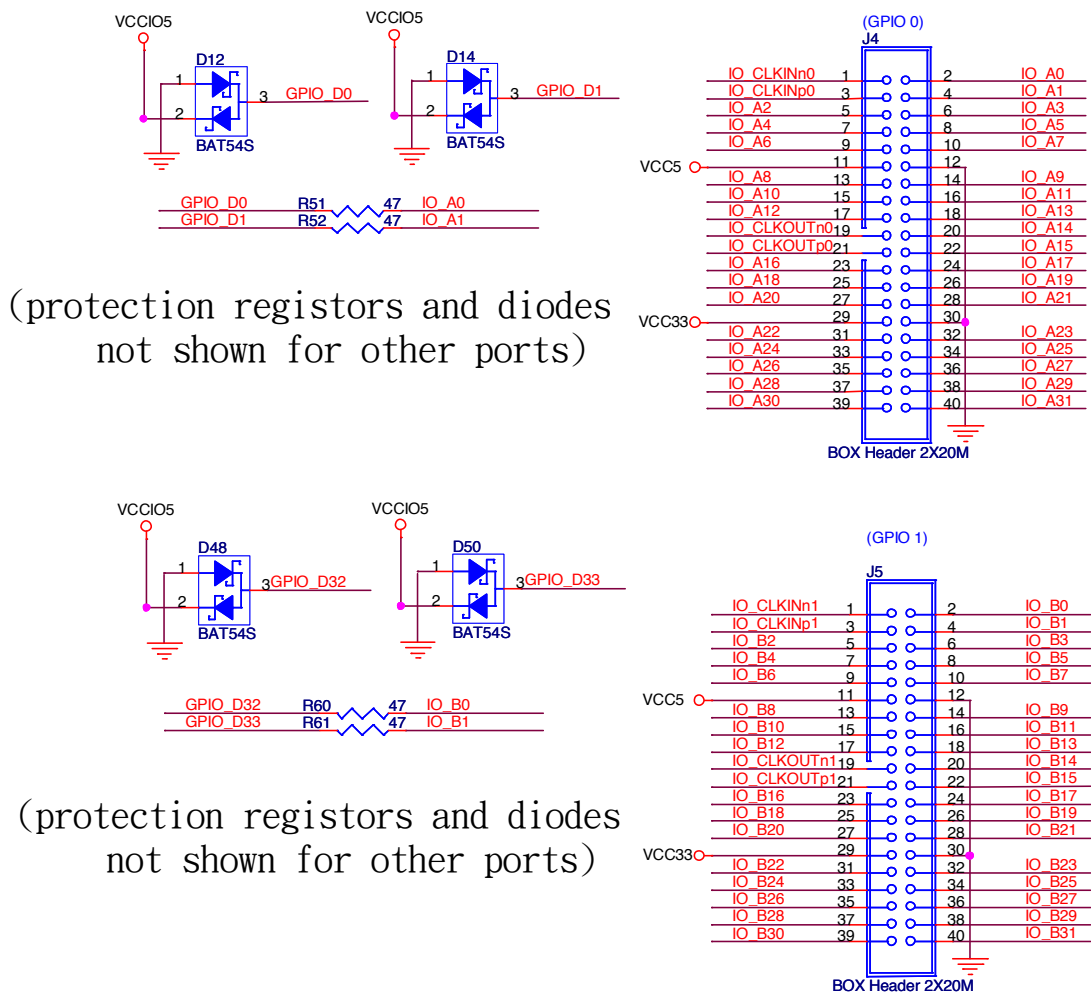 VCCIO5 VCCIO5
D12 D14
1 3 GPIO_D0 1 3 GPIO_D1
2 2
BAT54S BAT54S
GPIO_D0 R51 47 IO_A0
GPIO_D1 R52 47 IO_A1
(protection registors and diodes
not shown for other ports)
(GPIO 0)
J4
IO_CLKINn0 1 2 IO_A0
IO_CLKINp0 3 4 IO_A1
IO_A2 5 6 IO_A3
IO_A4 7 8 IO_A5
IO_A6 9 10 IO_A7
VCC5 11 12
IO_A8 13 14 IO_A9
IO_A10 15 16 IO_A11
IO_A12 17 18 IO_A13
IO_CLKOUTn0 19 20 IO_A14
IO_CLKOUTp0 21 22 IO_A15
IO_A16 23 24 IO_A17
IO_A18 25 26 IO_A19
IO_A20 27 28 IO_A21
VCC33 29 30
IO_A22 31 32 IO_A23
IO_A24 33 34 IO_A25
IO_A26 35 36 IO_A27
IO_A28 37 38 IO_A29
IO_A30 39 40 IO_A31
BOX Header 2X20M
VCCIO5 VCCIO5
D48 D50
1 3 GPIO_D32 1 3 GPIO_D33
2 2
BAT54S BAT54S
GPIO_D32 R60 47 IO_B0
GPIO_D33 R61 47 IO_B1
(protection registors and diodes
not shown for other ports)
(GPIO 1)
J5
IO_CLKINn1 1 2 IO_B0
IO_CLKINp1 3 4 IO_B1
IO_B2 5 6 IO_B3
IO_B4 7 8 IO_B5
IO_B6 9 10 IO_B7
VCC5 11 12
IO_B8 13 14 IO_B9
IO_B10 15 16 IO_B11
IO_B12 17 18 IO_B13
IO_CLKOUTn1 19 20 IO_B14
IO_CLKOUTp1 21 22 IO_B15
IO_B16 23 24 IO_B17
IO_B18 25 26 IO_B19
IO_B20 27 28 IO_B21
VCC33 29 30
IO_B22 31 32 IO_B23
IO_B24 33 34 IO_B25
IO_B26 35 36 IO_B27
IO_B28 37 38 IO_B29
IO_B30 39 40 IO_B31
BOX Header 2X20M